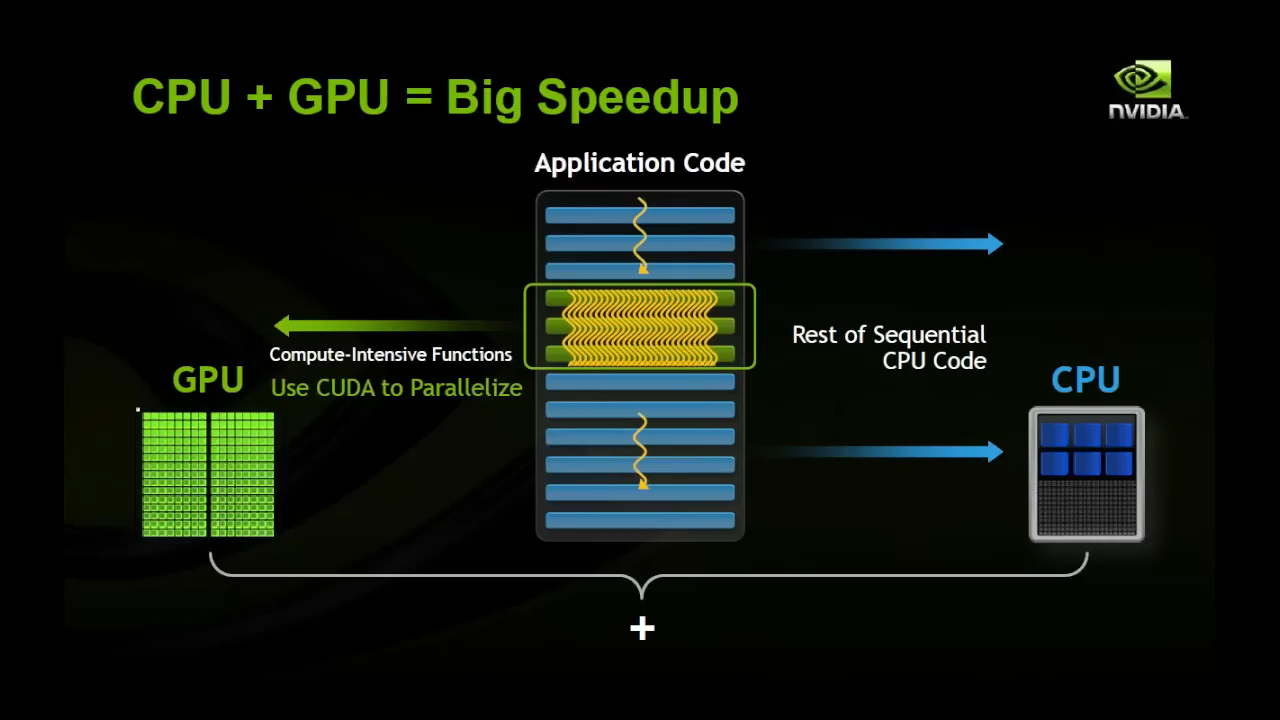 CPU + GPU = Big Speedup
NVIDIA
Application Code
Compute-Intensive Functions
Use CUDA to Parallelize
GPU
Rest of Sequential
CPU Code
CPU
+